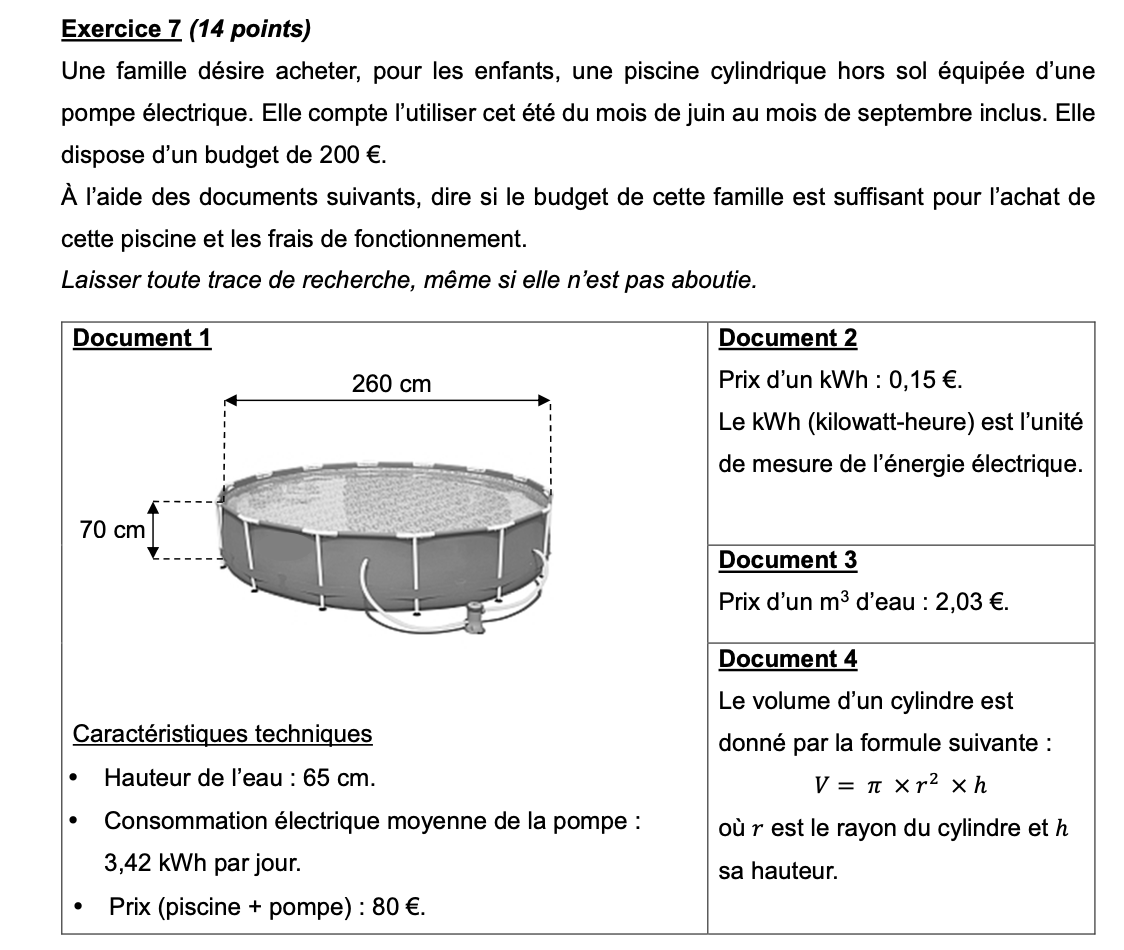 Exercice 7 (14 points)
Une famille désire acheter, pour les enfants, une piscine cylindrique hors sol équipée d’une
pompe électrique. Elle compte l’utiliser cet été du mois de juin au mois de septembre inclus. Elle
dispose d’un budget de 200 €.
À l’aide des documents suivants, dire si le budget de cette famille est suffisant pour l’achat de
cette piscine et les frais de fonctionnement.
Laisser toute trace de recherche, même si elle n’est pas aboutie.
Document 1
260 cm
70 cm
Caractéristiques techniques
• Hauteur de l’eau : 65 cm.
• Consommation électrique moyenne de la pompe :
3,42 kWh par jour.
• Prix (piscine + pompe) : 80 €.
Document 2
Prix d’un kWh : 0,15 €.
Le kWh (kilowatt-heure) est l’unité
de mesure de l’énergie électrique.
Document 3
Prix d’un m³ d’eau : 2,03 €.
Document 4
Le volume d’un cylindre est
donné par la formule suivante :
V = π × r² × h
où r est le rayon du cylindre et h
sa hauteur.